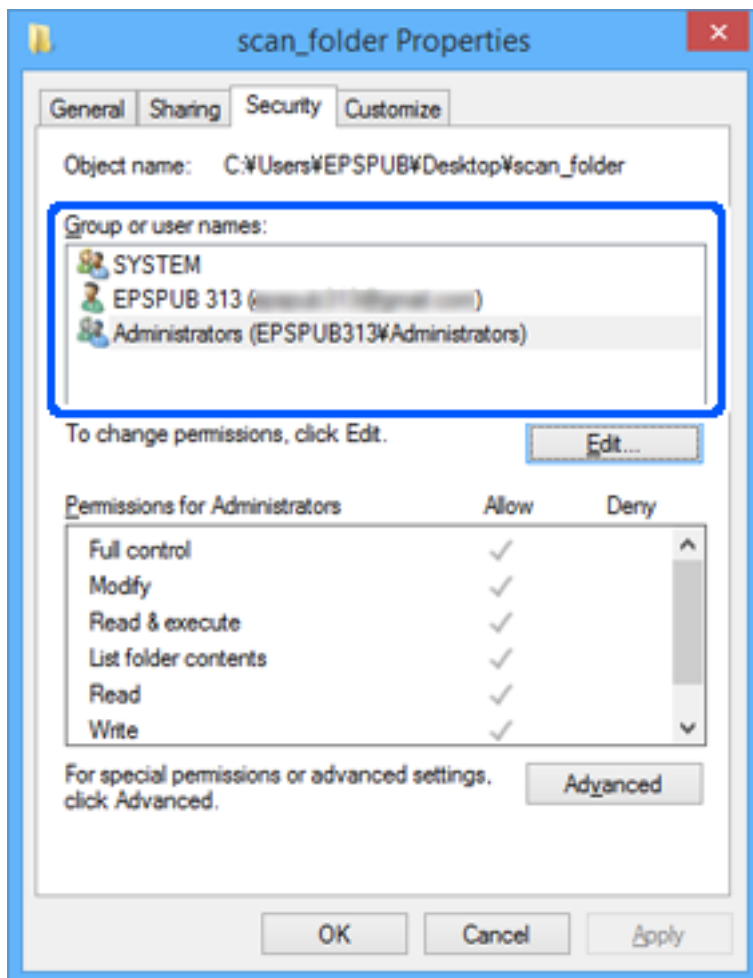 scan_folder Properties
General Sharing Security Customize
Object name: C:¥Users¥EPSPUB¥Desktop¥scan_folder
Group or user names:
SYSTEM
EPSPUB 313 ( )
Administrators (EPSPUB313¥Administrators)
To change permissions, click Edit.
Edit...
Permissions for Administrators Allow Deny
Full control
Modify
Read & execute
List folder contents
Read
Write
For special permissions or advanced settings,
click Advanced.
Advanced
OK Cancel Apply